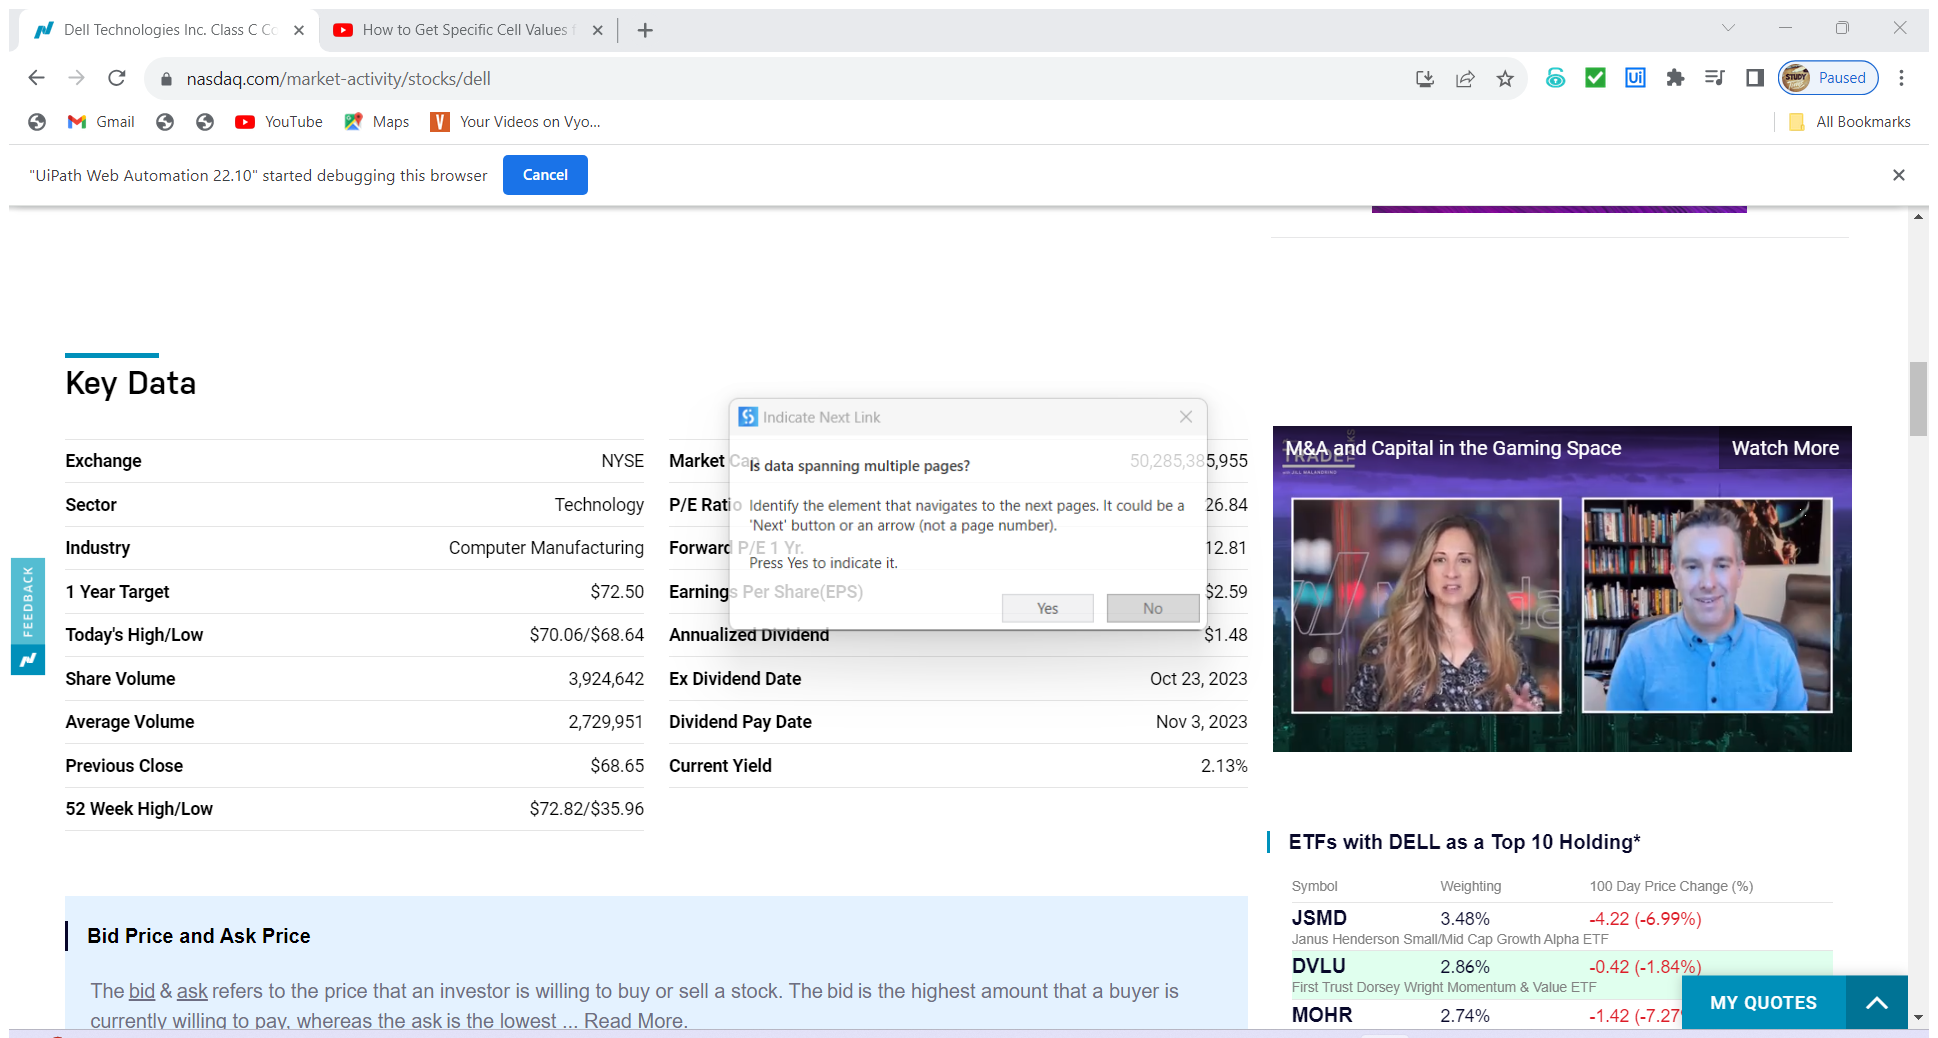 Dell Technologies Inc. Class C Co
How to Get Specific Cell Values f
nasdaq.com/market-activity/stocks/dell
Paused
Gmail
YouTube
Maps
Your Videos on Vyo...
All Bookmarks
"UiPath Web Automation 22.10" started debugging this browser
Cancel
Key Data
Exchange NYSE
Sector Technology
Industry Computer Manufacturing
1 Year Target $72.50
Today's High/Low $70.06/$68.64
Share Volume 3,924,642
Average Volume 2,729,951
Previous Close $68.65
52 Week High/Low $72.82/$35.96
Market Cap 50,285,385,955
P/E Ratio 26.84
Forward P/E 1 Yr. 12.81
Earnings Per Share(EPS) $2.59
Annualized Dividend $1.48
Ex Dividend Date Oct 23, 2023
Dividend Pay Date Nov 3, 2023
Current Yield 2.13%
Indicate Next Link
Is data spanning multiple pages?
Identify the element that navigates to the next pages. It could be a
'Next' button or an arrow (not a page number).
Press Yes to indicate it.
Yes No
FEEDBACK
M&A and Capital in the Gaming Space
Watch More
TRADE
ETFs with DELL as a Top 10 Holding*
Symbol Weighting 100 Day Price Change (%)
JSMD 3.48% -4.22 (-6.99%)
Janus Henderson Small/Mid Cap Growth Alpha ETF
DVLU 2.86% -0.42 (-1.84%)
First Trust Dorsey Wright Momentum & Value ETF
MOHR 2.74% -1.42 (-7.27
MY QUOTES
Bid Price and Ask Price
The bid & ask refers to the price that an investor is willing to buy or sell a stock. The bid is the highest amount that a buyer is
currently willing to pay, whereas the ask is the lowest ... Read More.